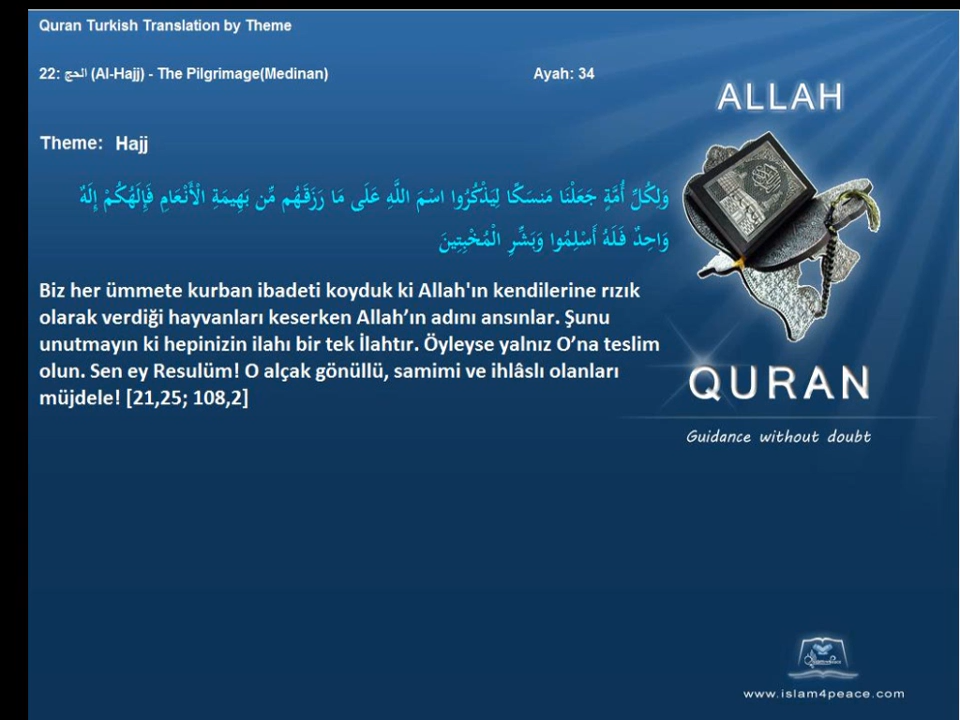 Quran Turkish Translation by Theme
22: الحج (Al-Hajj) - The Pilgrimage(Medinan) Ayah: 34
ALLAH
Theme: Hajj
وَلِكُلِّ أُمَّةٍ جَعَلْنَا مَنسَكًا لِيَذْكُرُوا اسْمَ اللَّهِ عَلَى مَا رَزَقَهُم مِّن بَهِيمَةِ الْأَنْعَامِ فَإِلَهُكُمْ إِلَهٌ
وَاحِدٌ فَلَهُ أَسْلِمُوا وَبَشِّرِ الْمُخْبِتِينَ
Biz her ümmete kurban ibadeti koyduk ki Allah'ın kendilerine rızık
olarak verdiği hayvanları keserken Allah’ın adını ansınlar. Şunu
unutmayın ki hepinizin ilahı bir tek İlahtır. Öyleyse yalnız O’na teslim
olun. Sen ey Resulüm! O alçak gönüllü, samimi ve ihlâslı olanları
müjdele! [21,25; 108,2]
QURAN
Guidance without doubt
www.islam4peace.com